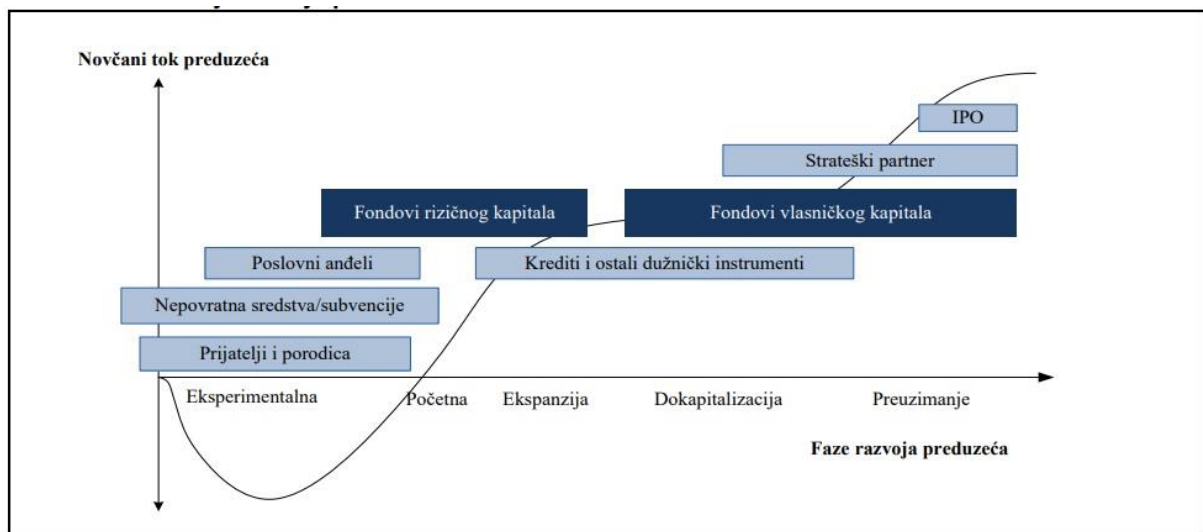 Novčani tok preduzeća
IPO
Strateški partner
Fondovi rizičnog kapitala
Fondovi vlasničkog kapitala
Poslovni anđeli
Krediti i ostali dužnički instrumenti
Nepovratna sredstva/subvencije
Prijatelji i porodica
Eksperimentalna
Početna
Ekspanzija
Dokapitalizacija
Preuzimanje
Faze razvoja preduzeća